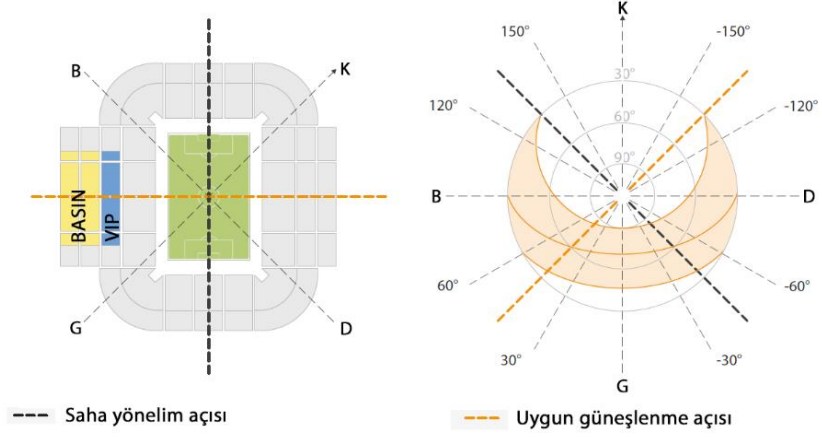 K
150°
-150°
B
K
30°
120°
60°
-120°
90°
BASIN
VIP
B
D
60°
-60°
G
D
30°
-30°
G
Saha yönelim açısı
Uygun güneşlenme açısı